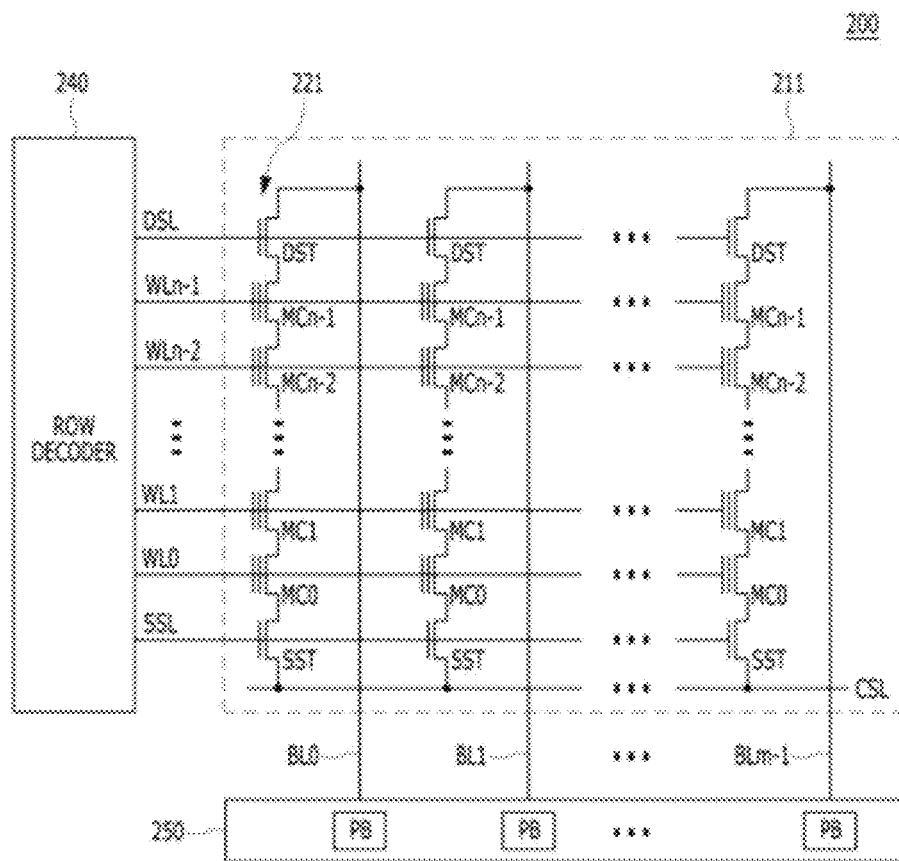 200
240
221
211
DSL
DST DST DST
WLn-1
MCn-1 MCn-1 MCn-1
WLn-2
MCn-2 MCn-2 MCn-2
ROW
DECODER
WL1
MC1 MC1 MC1
WL0
MC0 MC0 MC0
SSL
SST SST SST
CSL
BL0 BL1 BLm-1
250
PB PB PB